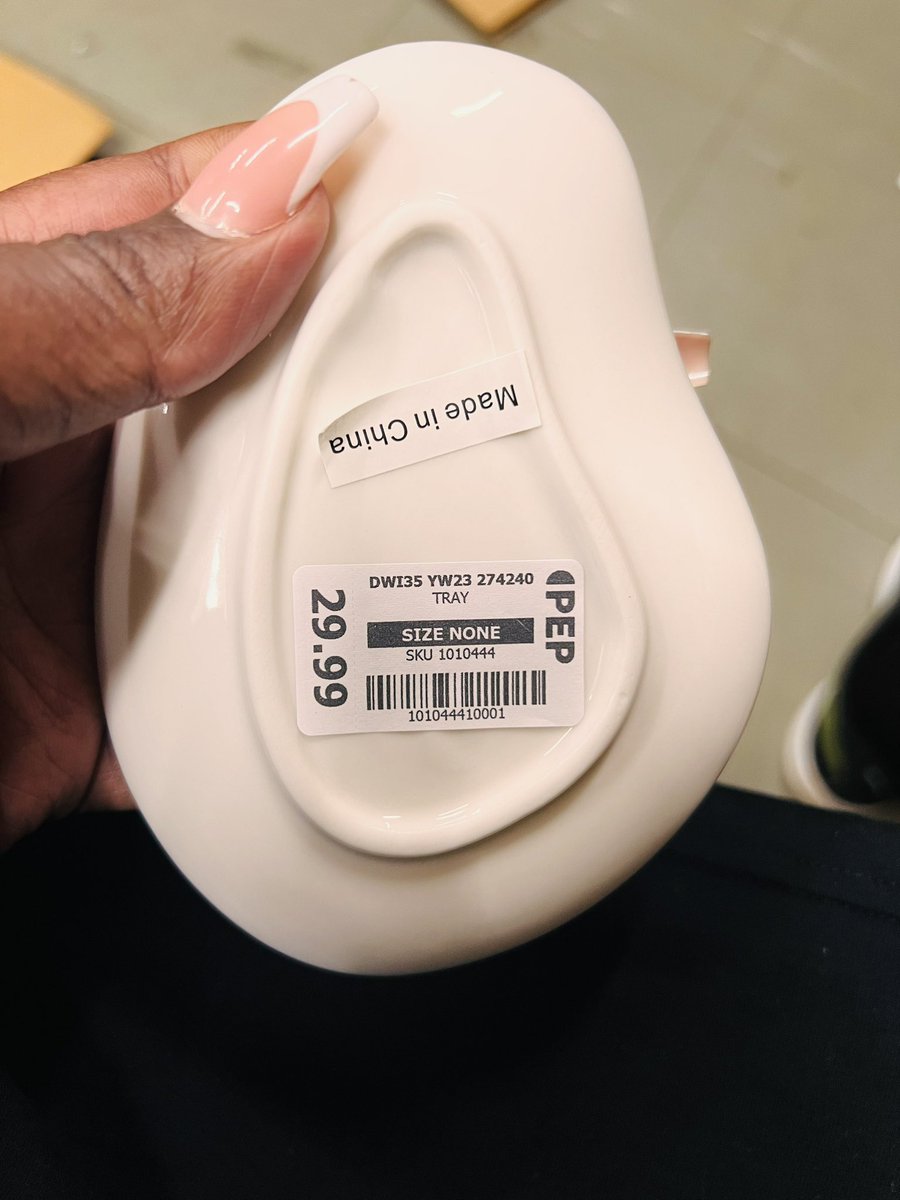 Made in China
DWI35 YW23 274240
TRAY
SIZE NONE
SKU 1010444
101044410001
29.99
PEP